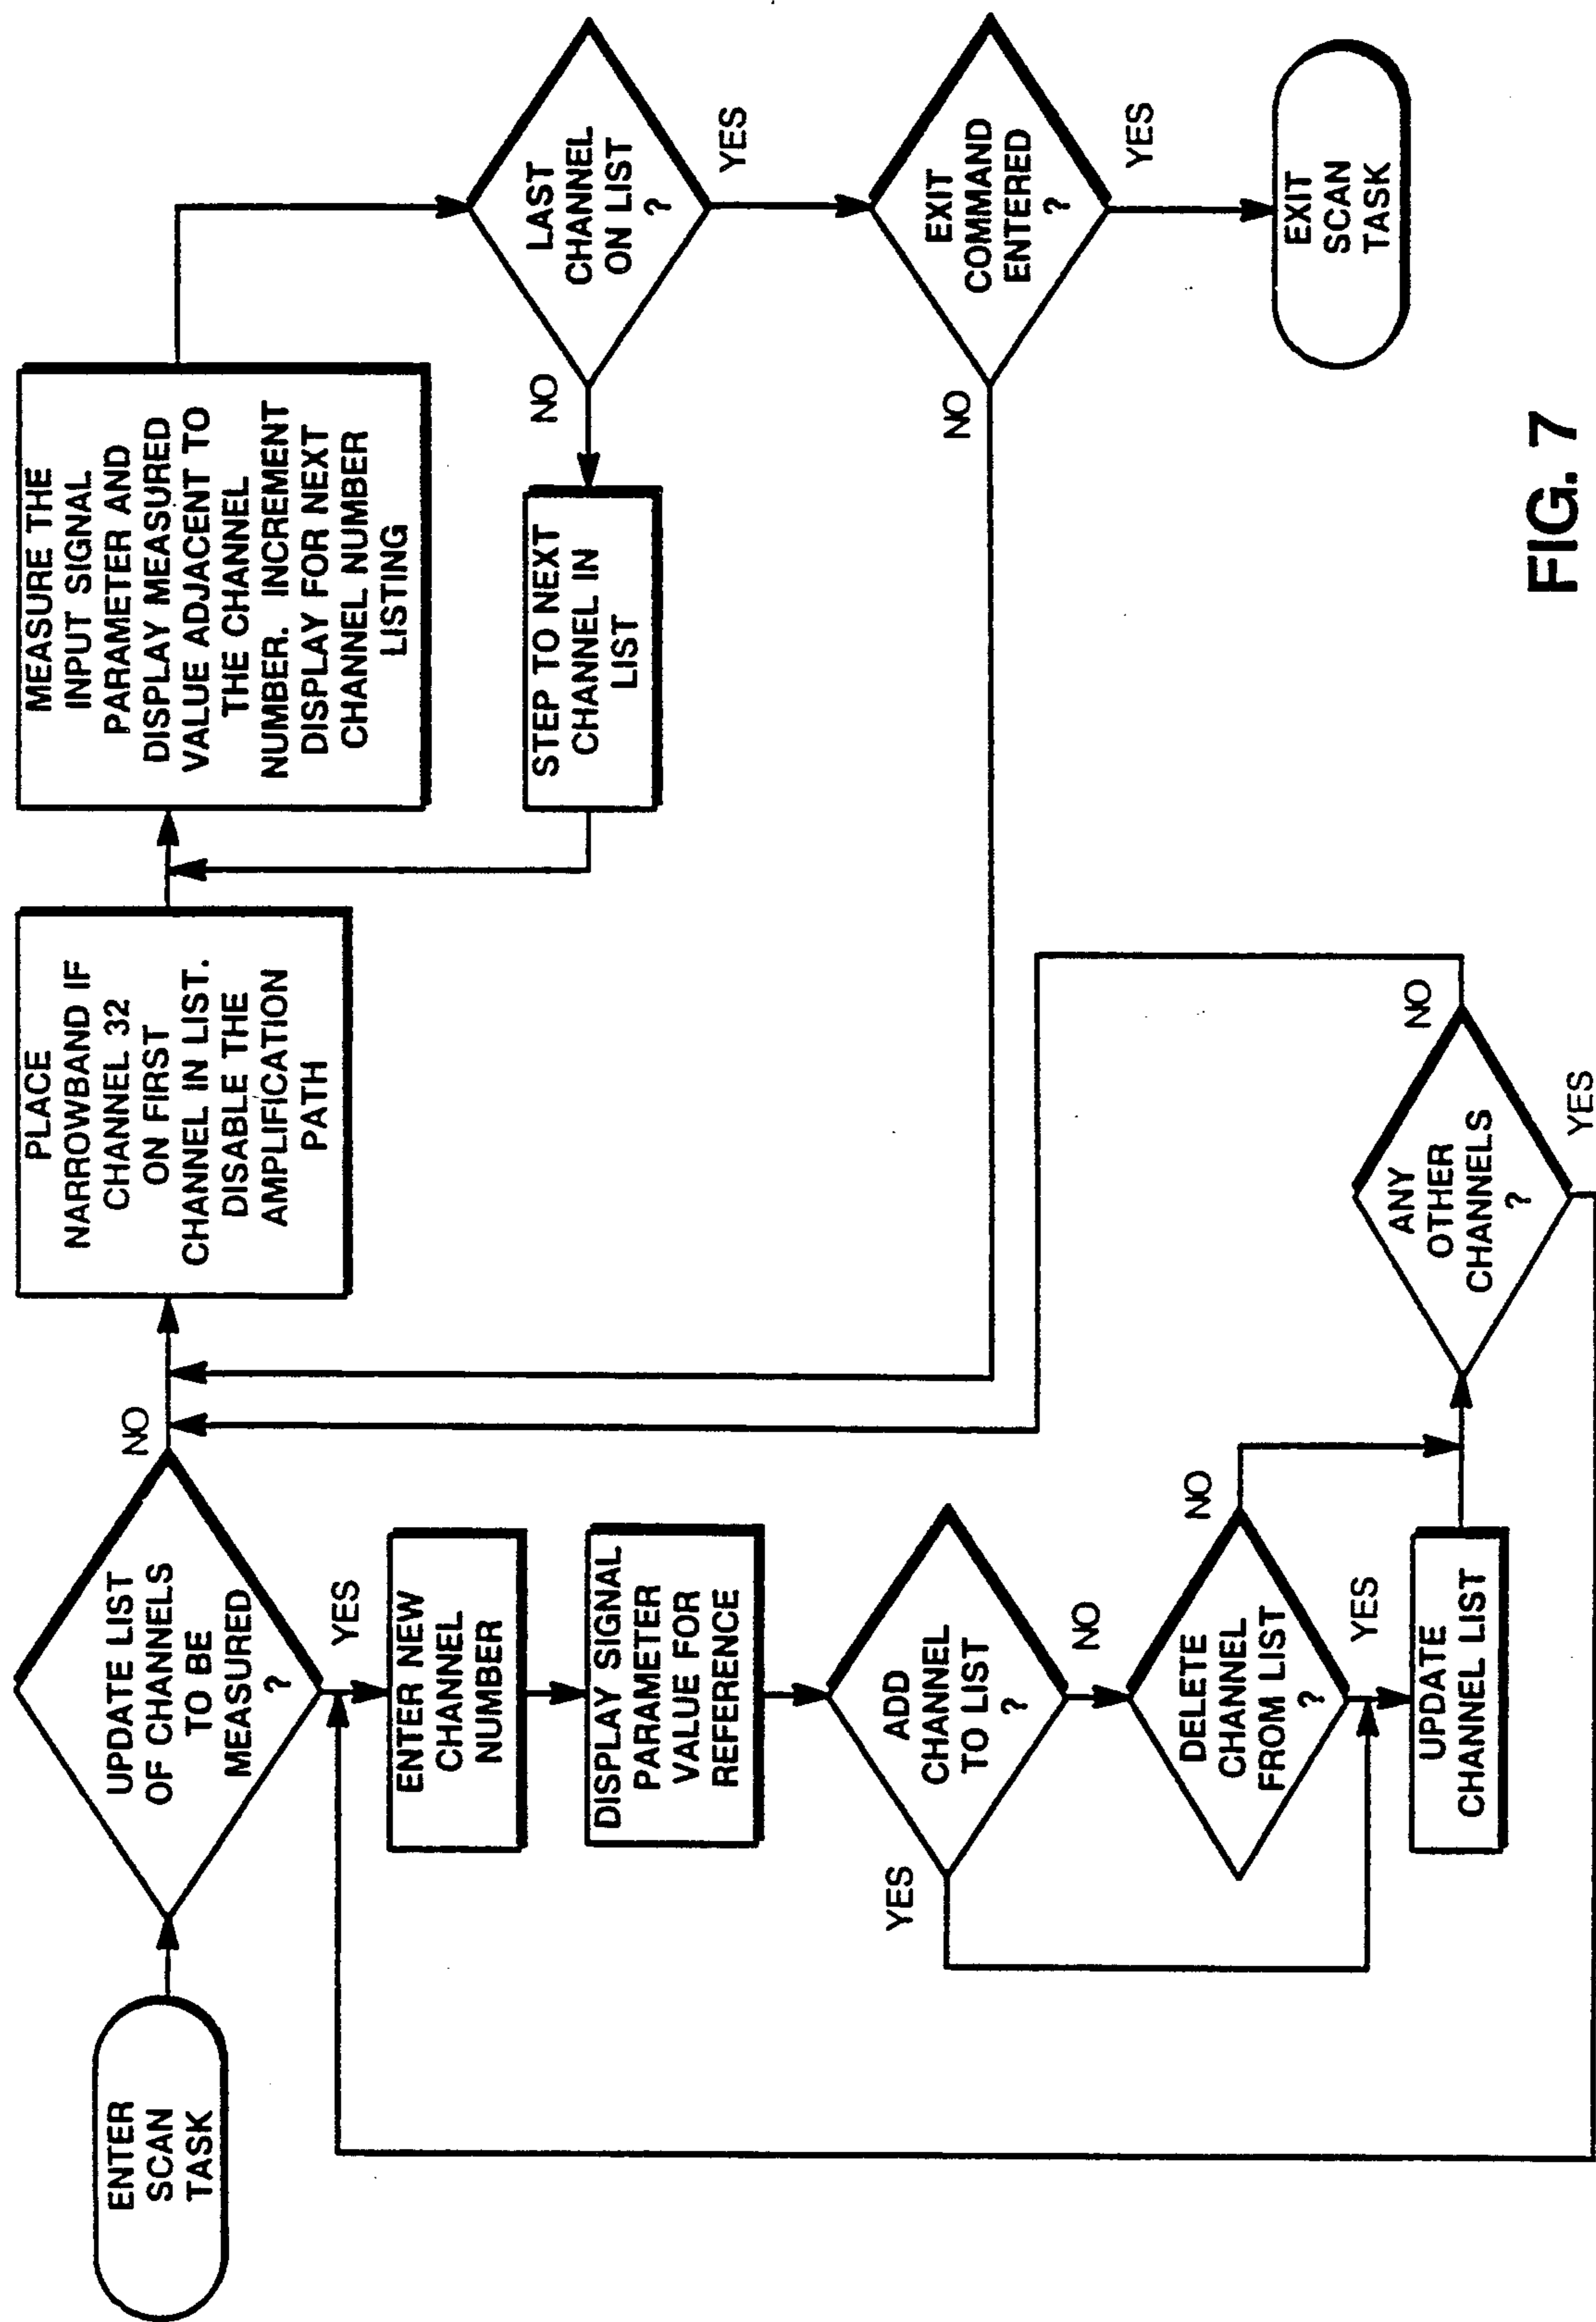 ENTER
SCAN
TASK
UPDATE LIST
OF CHANNELS
TO BE
MEASURED
?
NO
YES
PLACE
NARROWBAND IF
CHANNEL 32
ON FIRST
CHANNEL IN LIST.
DISABLE THE
AMPLIFICATION
PATH
MEASURE THE
INPUT SIGNAL
PARAMETER AND
DISPLAY MEASURED
VALUE ADJACENT TO
THE CHANNEL
NUMBER. INCREMENT
DISPLAY FOR NEXT
CHANNEL NUMBER
LISTING
LAST
CHANNEL
ON LIST
?
NO
YES
STEP TO NEXT
CHANNEL IN
LIST
EXIT
COMMAND
ENTERED
?
NO
YES
EXIT
SCAN
TASK
ENTER NEW
CHANNEL
NUMBER
DISPLAY SIGNAL
PARAMETER
VALUE FOR
REFERENCE
ADD
CHANNEL
TO LIST
?
YES
NO
DELETE
CHANNEL
FROM LIST
?
NO
YES
UPDATE
CHANNEL LIST
ANY
OTHER
CHANNELS
?
NO
YES
FIG. 7